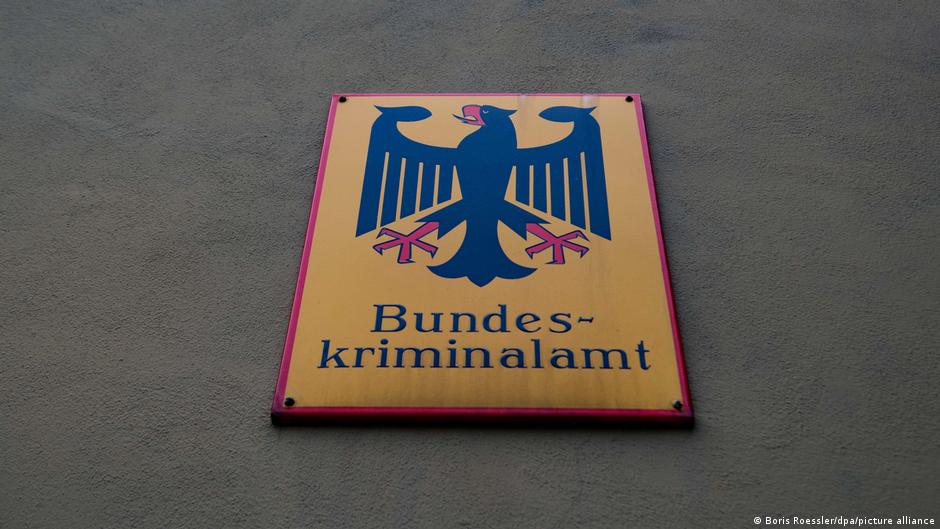 Bundes-
kriminalamt
© Boris Roessler/dpa/picture alliance